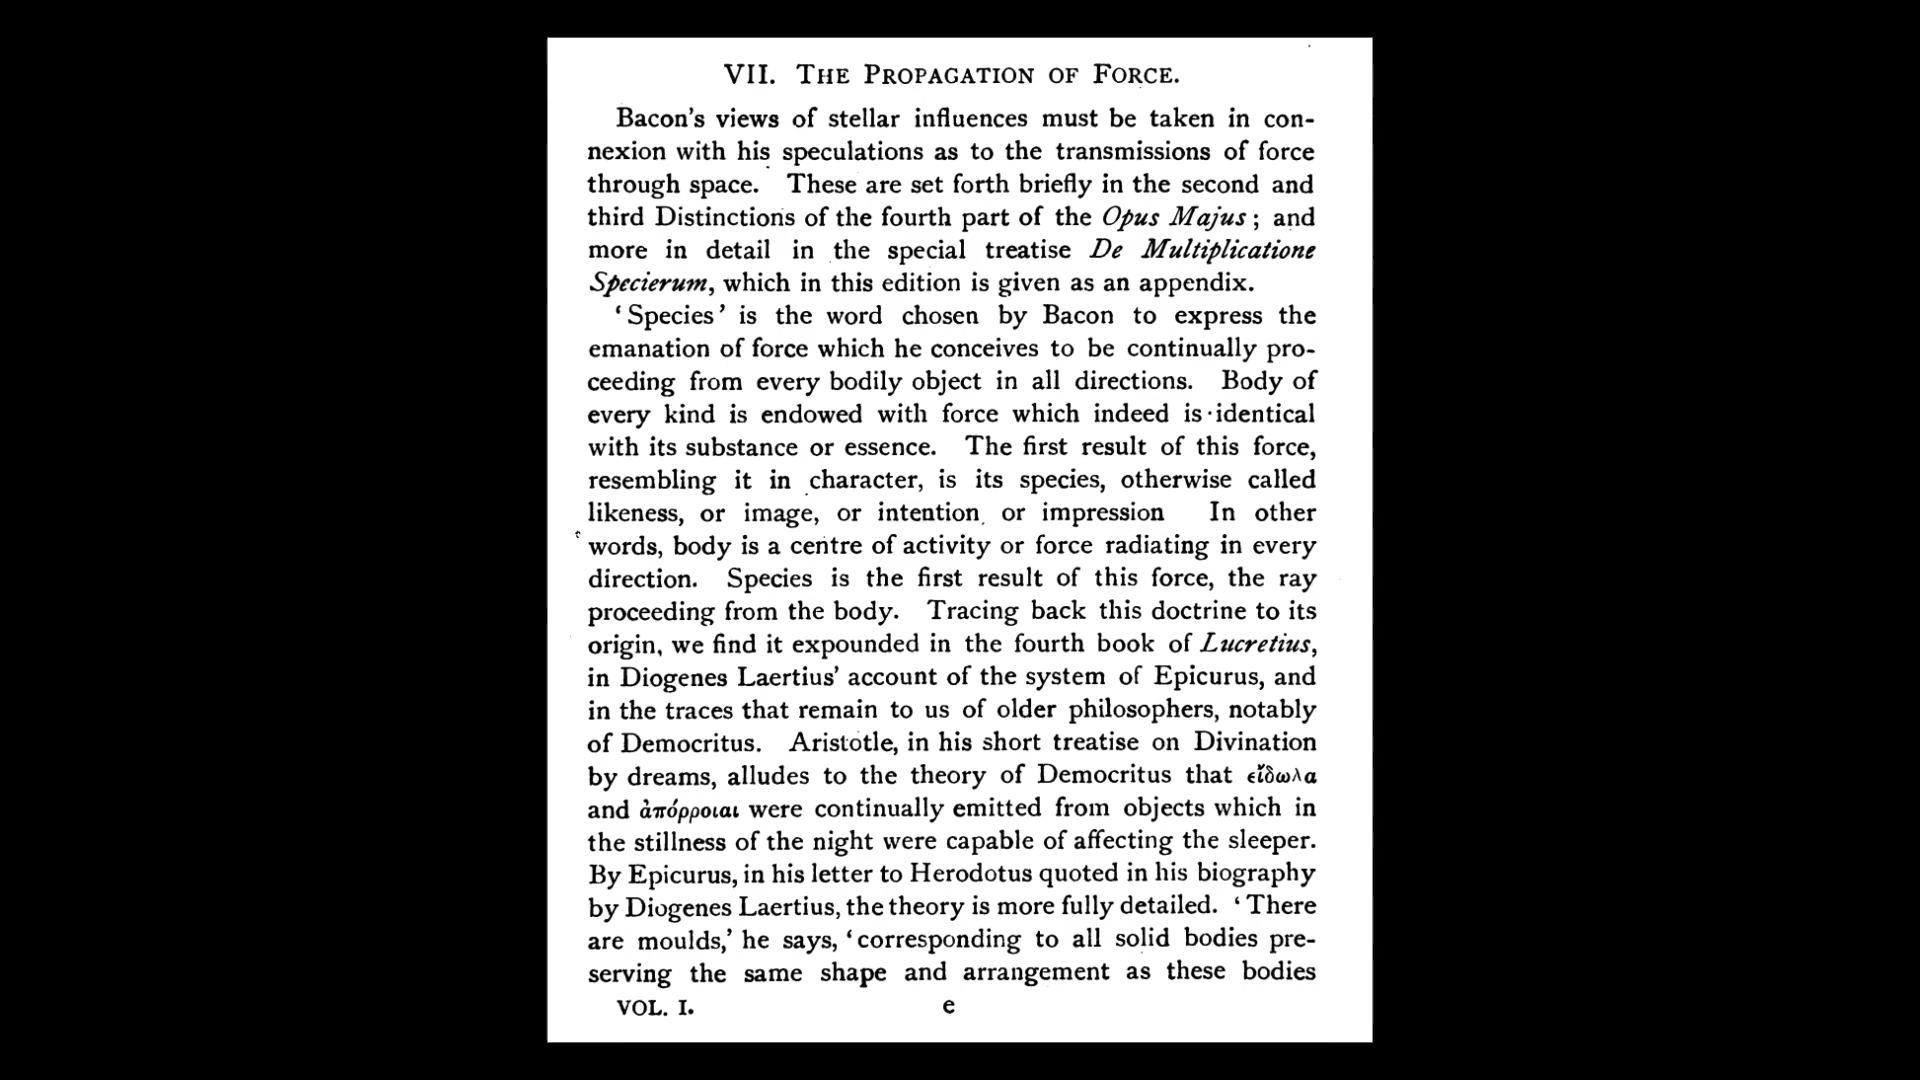 VII. THE PROPAGATION OF FORCE.
Bacon's views of stellar influences must be taken in con-
nexion with his speculations as to the transmissions of force
through space. These are set forth briefly in the second and
third Distinctions of the fourth part of the Opus Majus; and
more in detail in the special treatise De Multiplicatione
Specierum, which in this edition is given as an appendix.
'Species' is the word chosen by Bacon to express the
emanation of force which he conceives to be continually pro-
ceeding from every bodily object in all directions. Body of
every kind is endowed with force which indeed is identical
with its substance or essence. The first result of this force,
resembling it in character, is its species, otherwise called
likeness, or image, or intention or impression In other
words, body is a centre of activity or force radiating in every
direction. Species is the first result of this force, the ray
proceeding from the body. Tracing back this doctrine to its
origin, we find it expounded in the fourth book of Lucretius,
in Diogenes Laertius' account of the system of Epicurus, and
in the traces that remain to us of older philosophers, notably
of Democritus. Aristotle, in his short treatise on Divination
by dreams, alludes to the theory of Democritus that εἴδωλα
and ἀπόρροιαι were continually emitted from objects which in
the stillness of the night were capable of affecting the sleeper.
By Epicurus, in his letter to Herodotus quoted in his biography
by Diogenes Laertius, the theory is more fully detailed. 'There
are moulds,' he says, 'corresponding to all solid bodies pre-
serving the same shape and arrangement as these bodies
VOL. I. e